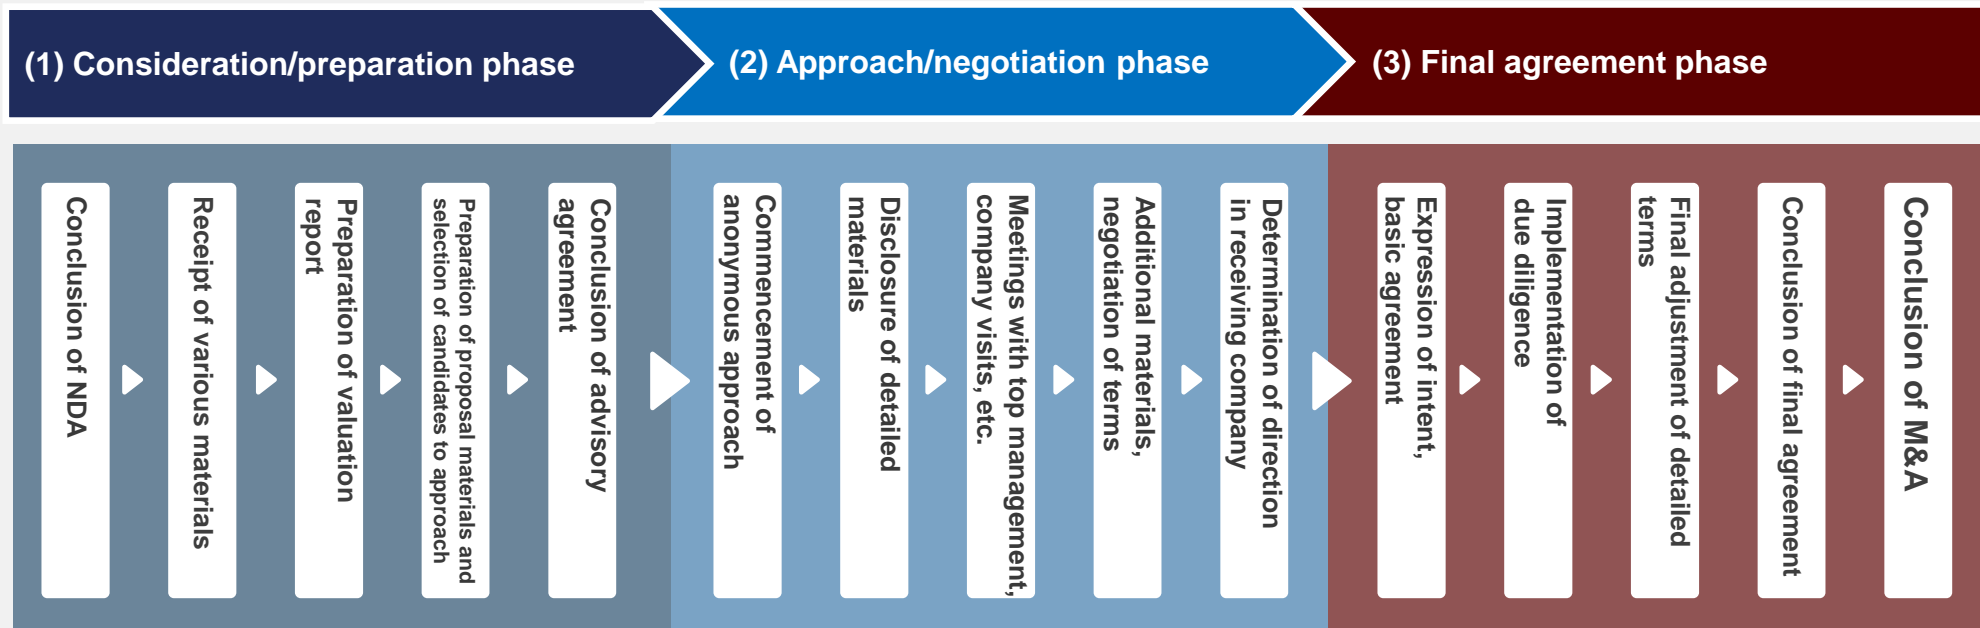 (1) Consideration/preparation phase
(2) Approach/negotiation phase
(3) Final agreement phase
Conclusion of NDA
Receipt of various materials
Preparation of valuation
report
Preparation of proposal materials and
selection of candidates to approach
Conclusion of advisory
agreement
Commencement of
anonymous approach
Disclosure of detailed
materials
Meetings with top management,
company visits, etc.
Additional materials,
negotiation of terms
Determination of direction
in receiving company
Expression of intent,
basic agreement
Implementation of
due diligence
Final adjustment of detailed
terms
Conclusion of final agreement
Conclusion of M&A